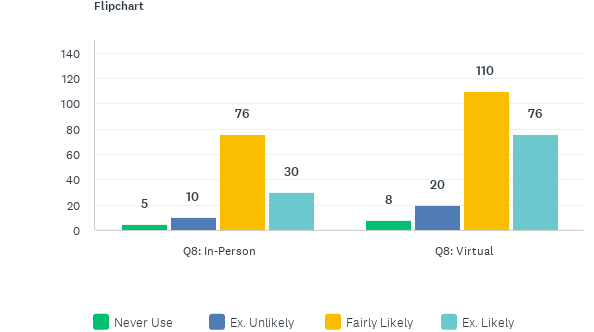 Flipchart
140
120
100
80
60
40
20
0
5
10
76
30
8
20
110
76
Q8: In-Person
Q8: Virtual
Never Use
Ex. Unlikely
Fairly Likely
Ex. Likely